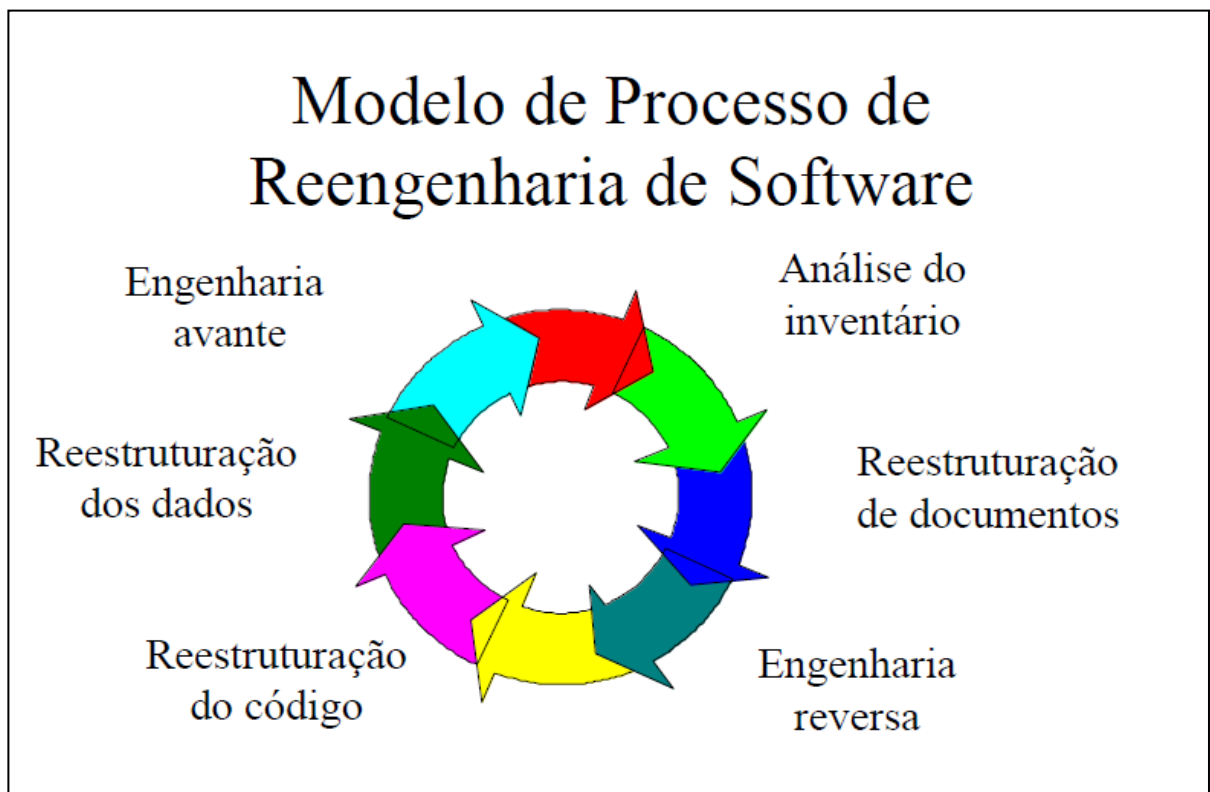 Modelo de Processo de
Reengenharia de Software
Engenharia
avante
Análise do
inventário
Reestruturação
dos dados
Reestruturação
de documentos
Reestruturação
do código
Engenharia
reversa